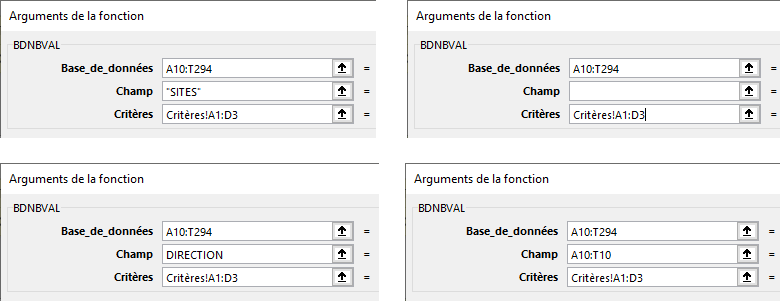 Arguments de la fonction
BDNBVAL
Base_de_données A10:T294 =
Champ "SITES" =
Critères Critères!A1:D3 =
Arguments de la fonction
BDNBVAL
Base_de_données A10:T294 =
Champ =
Critères Critères!A1:D3 =
Arguments de la fonction
BDNBVAL
Base_de_données A10:T294 =
Champ DIRECTION =
Critères Critères!A1:D3 =
Arguments de la fonction
BDNBVAL
Base_de_données A10:T294 =
Champ A10:T10 =
Critères Critères!A1:D3 =